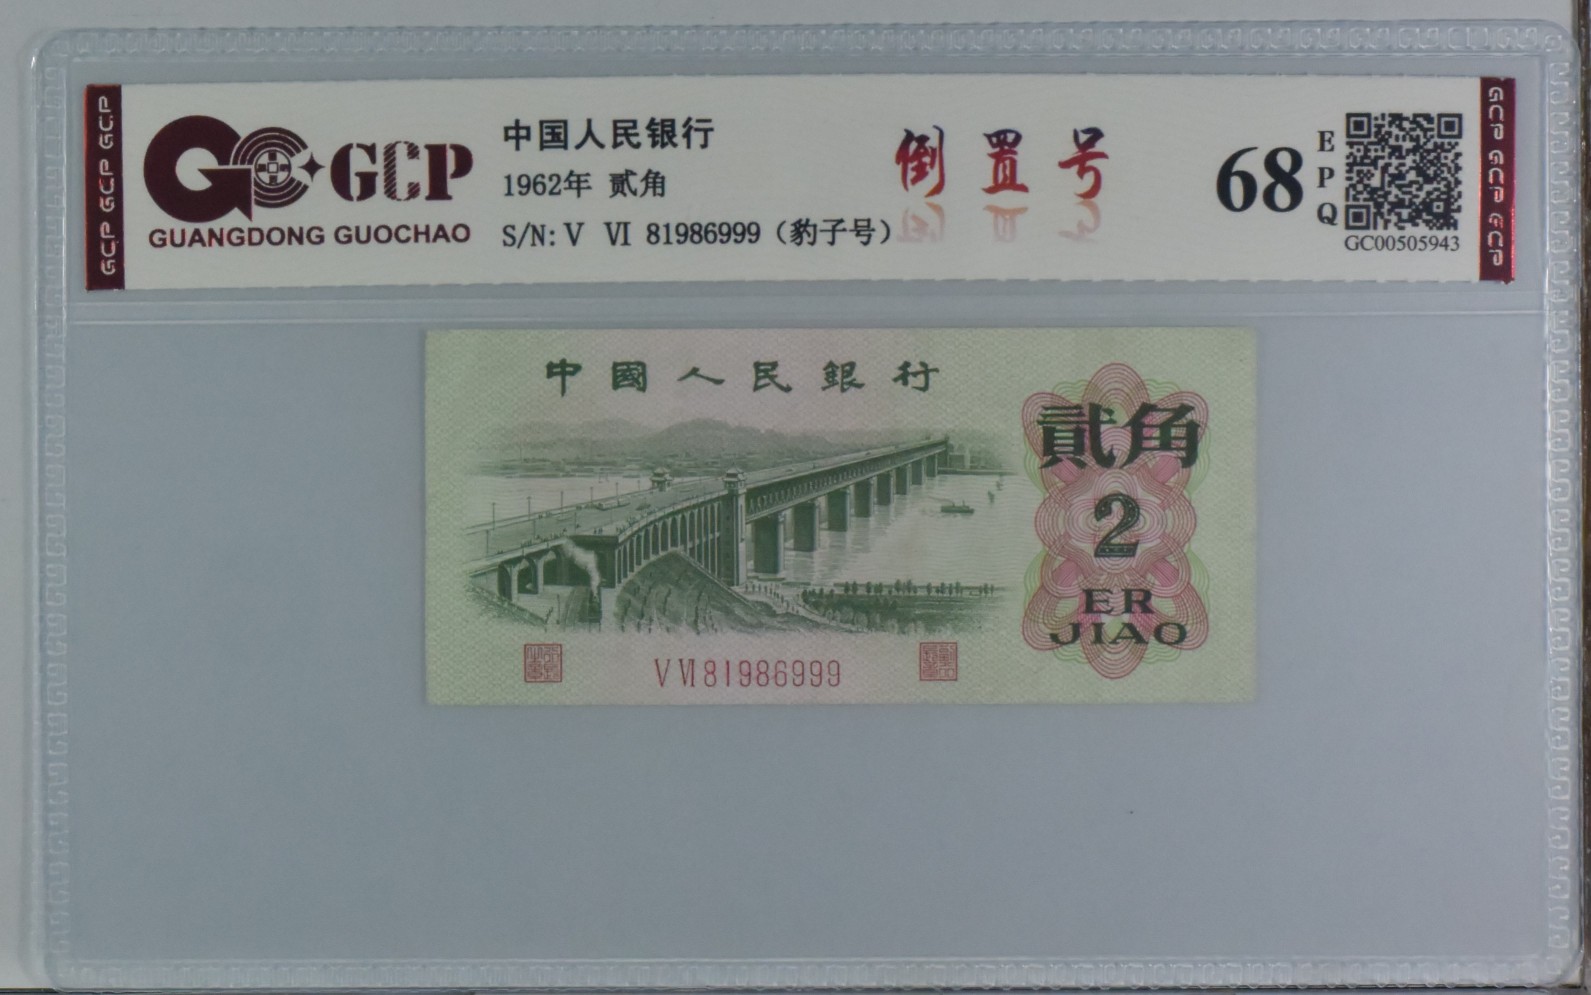 GCP
GUANGDONG GUOCHAO
中国人民银行
1962年 贰角
S/N: V VI 81986999（豹子号）
倒置号
68
EPQ
GC00505943
GCP GCP GCP
GCP GCP GCP
中國人民銀行
貳角
2
ER
JIAO
V VI 81986999